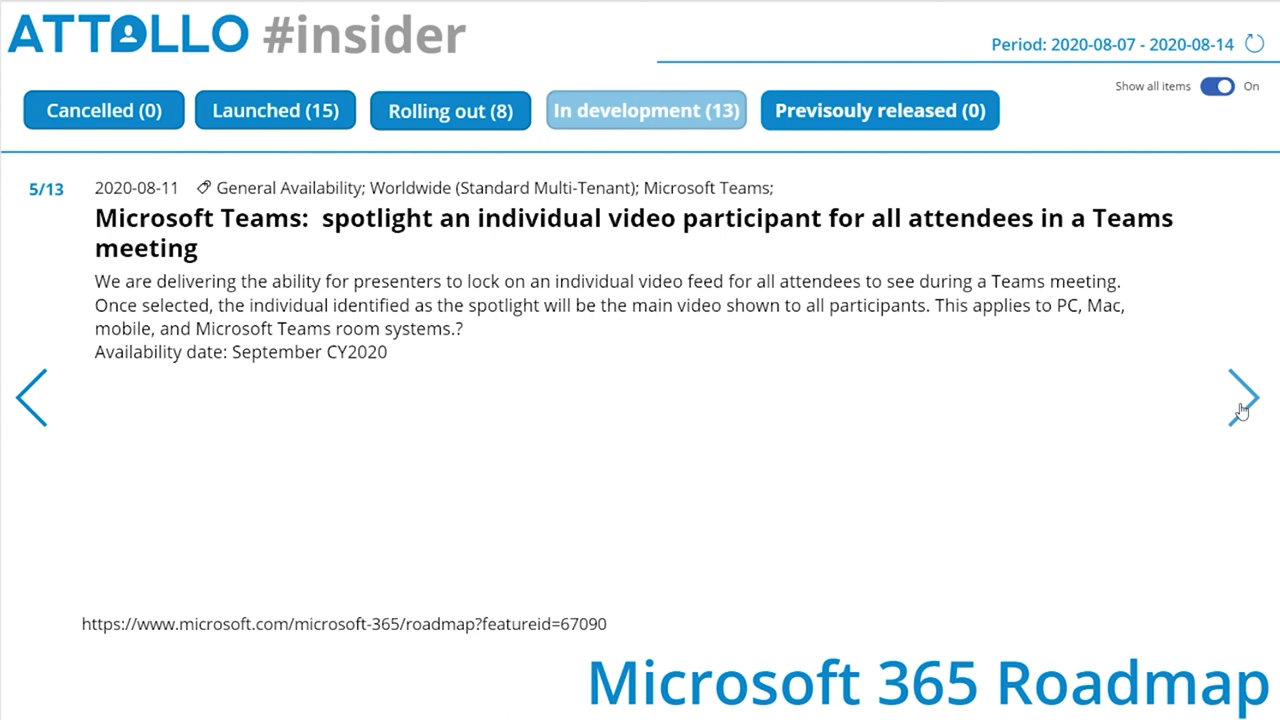 ATTOLLO #insider
Period: 2020-08-07 - 2020-08-14
Show all items On
Cancelled (0) Launched (15) Rolling out (8) In development (13) Previsouly released (0)
5/13 2020-08-11 General Availability; Worldwide (Standard Multi-Tenant); Microsoft Teams;
Microsoft Teams:  spotlight an individual video participant for all attendees in a Teams
meeting
We are delivering the ability for presenters to lock on an individual video feed for all attendees to see during a Teams meeting.
Once selected, the individual identified as the spotlight will be the main video shown to all participants. This applies to PC, Mac,
mobile, and Microsoft Teams room systems.?
Availability date: September CY2020
https://www.microsoft.com/microsoft-365/roadmap?featureid=67090
Microsoft 365 Roadmap